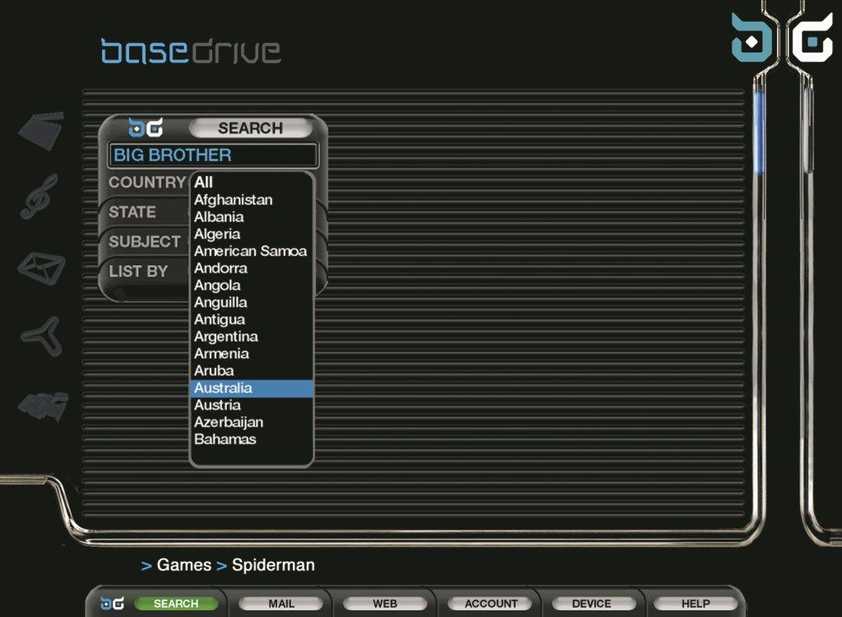 basedrive
SEARCH
BIG BROTHER
COUNTRY
STATE
SUBJECT
LIST BY
All
Afghanistan
Albania
Algeria
American Samoa
Andorra
Angola
Anguilla
Antigua
Argentina
Armenia
Aruba
Australia
Austria
Azerbaijan
Bahamas
> Games > Spiderman
SEARCH MAIL WEB ACCOUNT DEVICE HELP